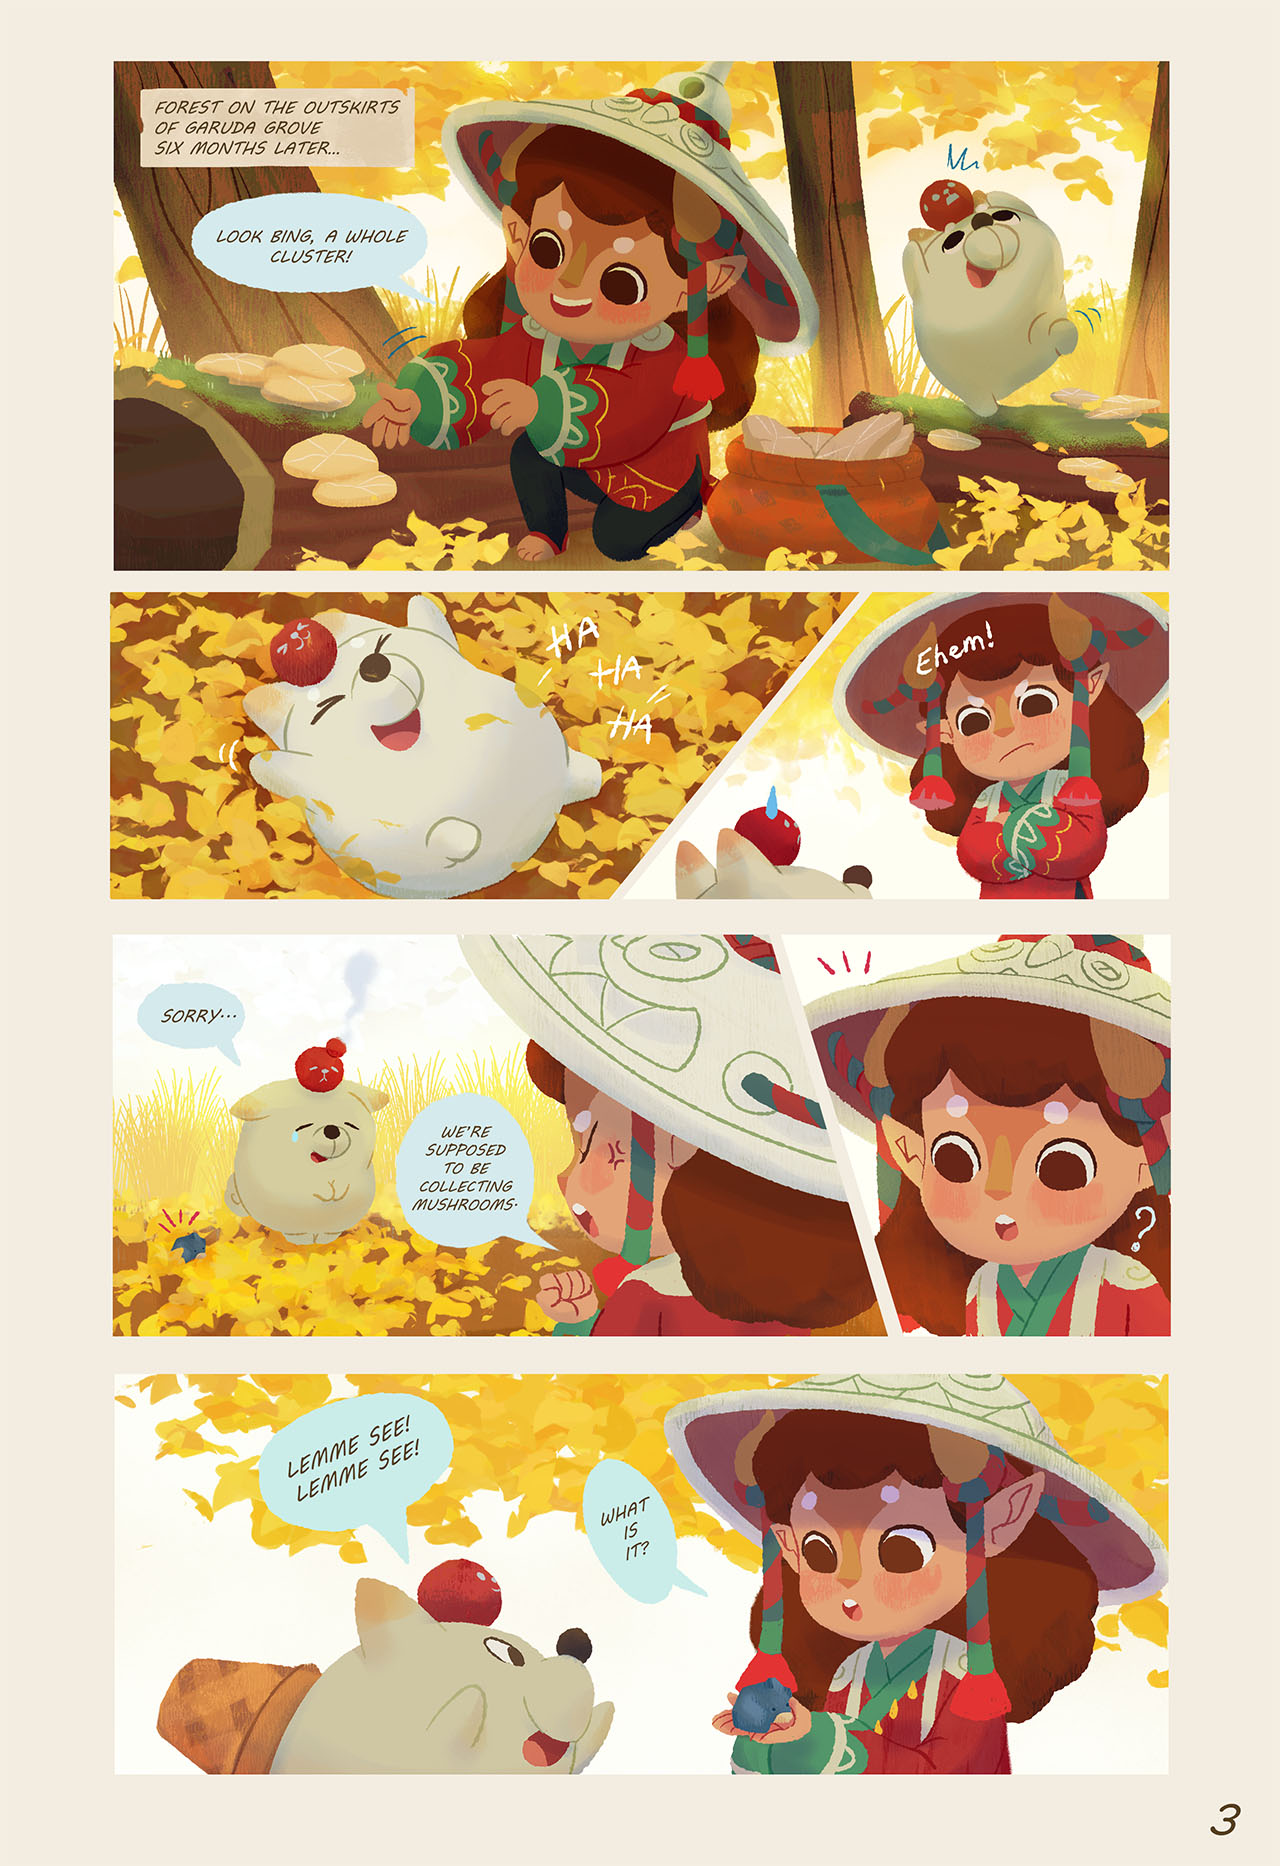 FOREST ON THE OUTSKIRTS
OF GARUDA GROVE
SIX MONTHS LATER...
LOOK BING, A WHOLE
CLUSTER!
HA
HA
HA
Ehem!
SORRY...
WE'RE
SUPPOSED
TO BE
COLLECTING
MUSHROOMS.
?
LEMME SEE!
LEMME SEE!
WHAT
IS
IT?
3